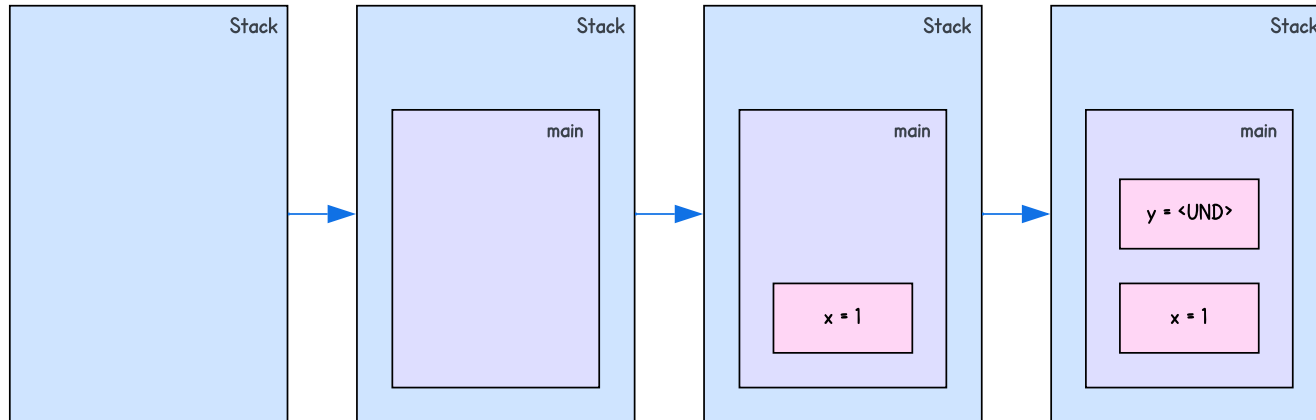 Stack
Stack
main
Stack
main
x = 1
Stack
main
y = <UND>
x = 1